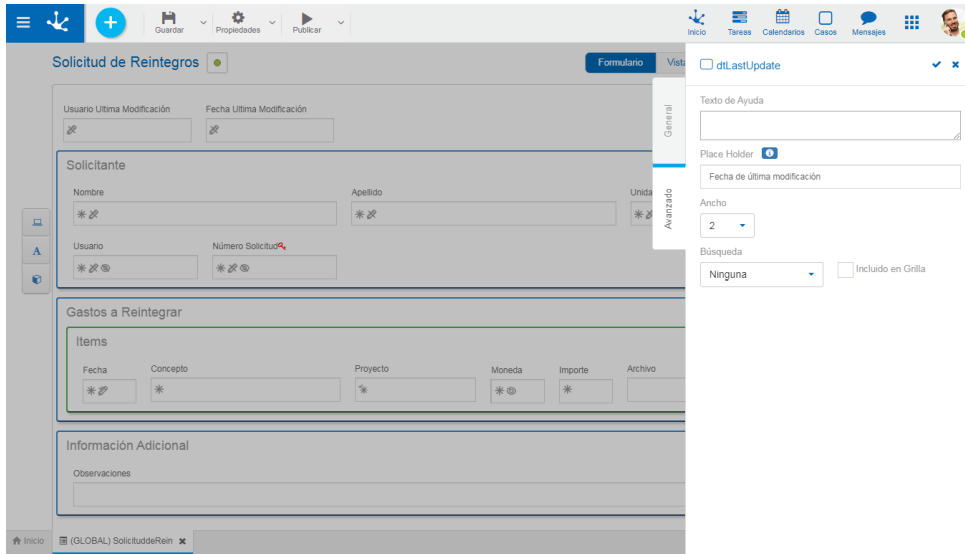 Guardar
Propiedades
Publicar
Inicio
Tareas
Calendarios
Casos
Mensajes
Solicitud de Reintegros
Formulario
Vista
dtLastUpdate
Usuario Ultima Modificación
Fecha Ultima Modificación
General
Avanzado
Texto de Ayuda
Place Holder
Fecha de última modificación
Ancho
2
Búsqueda
Ninguna
Incluido en Grilla
Solicitante
Nombre
Apellido
Unida
Usuario
Número Solicitud
Gastos a Reintegrar
Items
Fecha
Concepto
Proyecto
Moneda
Importe
Archivo
Información Adicional
Observaciones
Inicio
(GLOBAL) SolicituddeRein